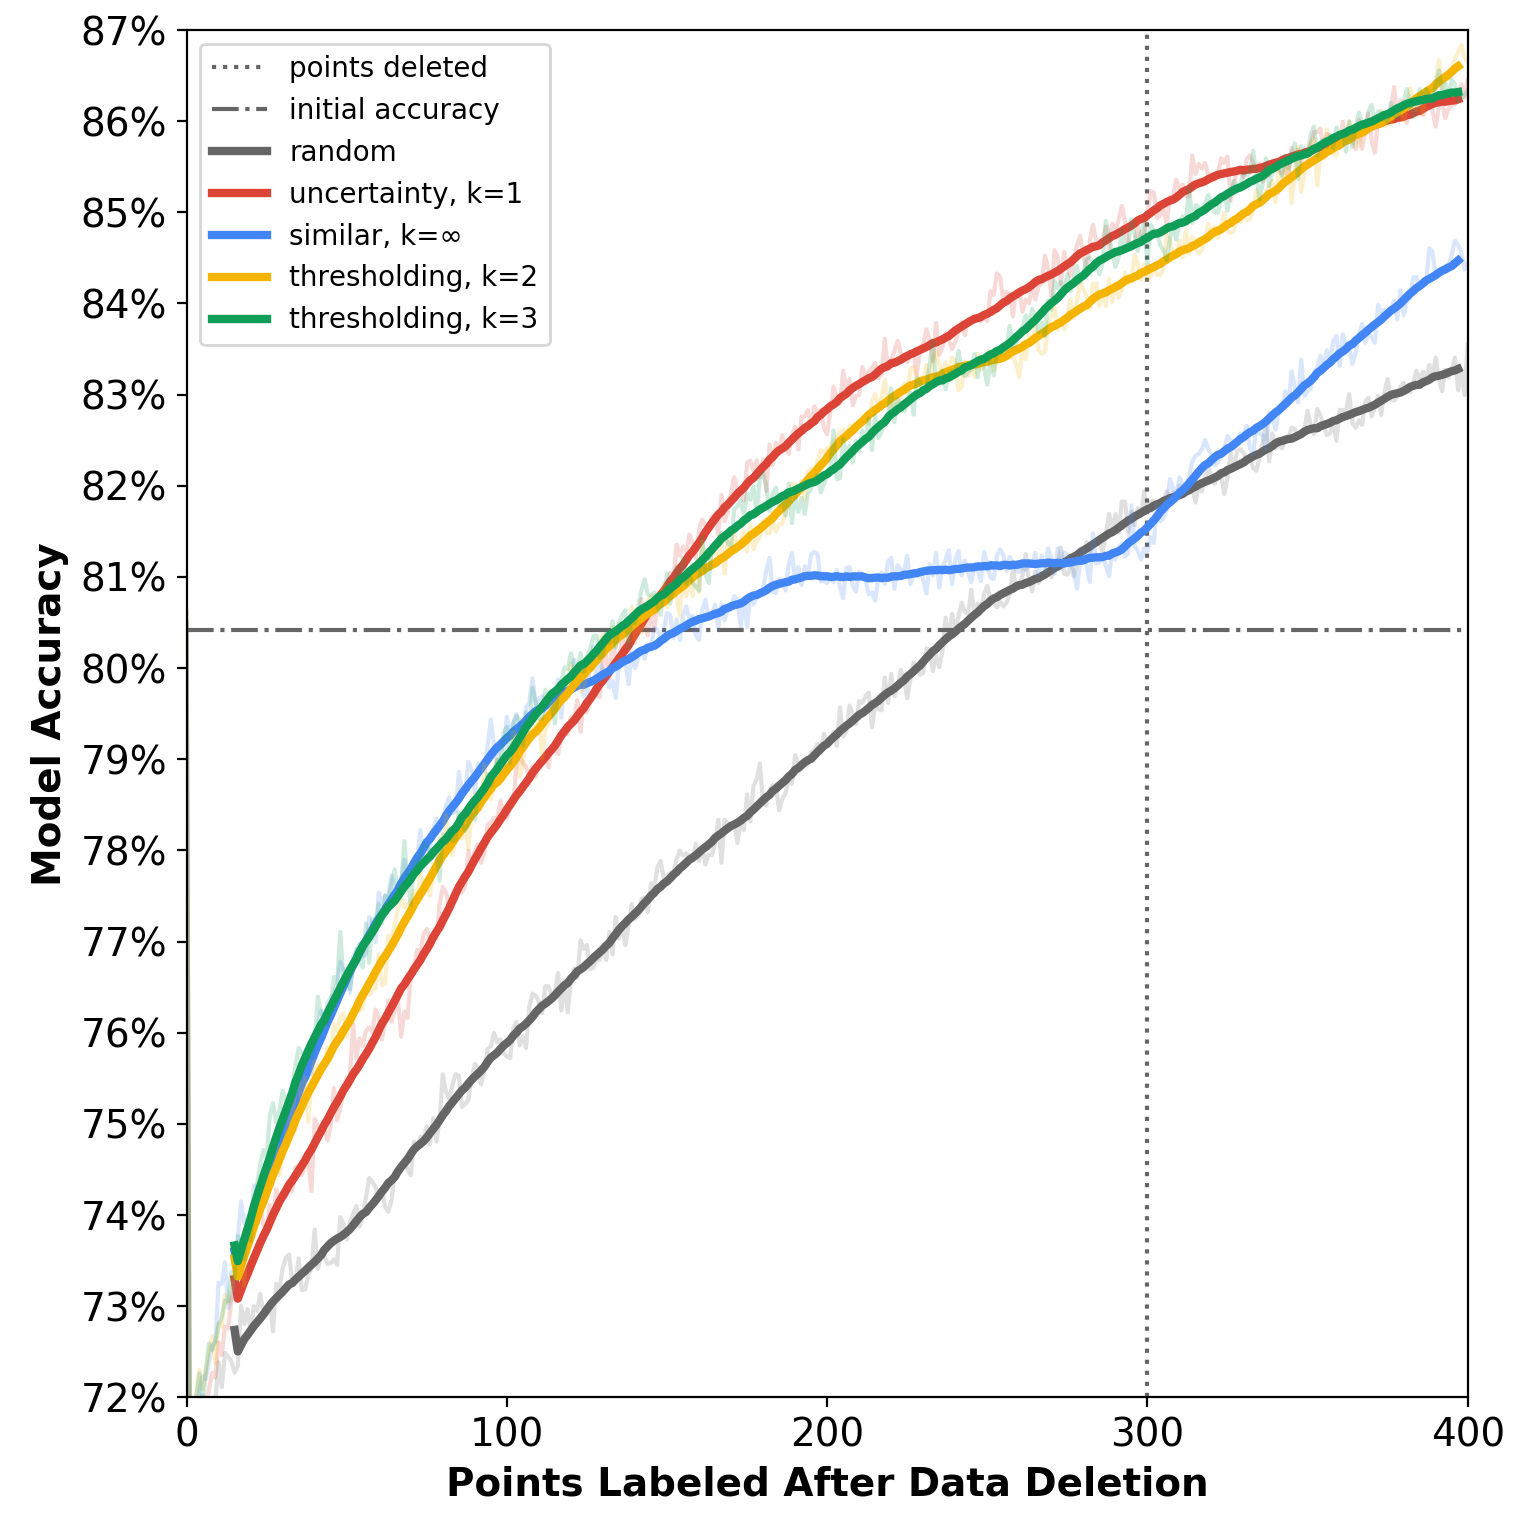 87%
86%
85%
84%
83%
82%
81%
80%
79%
78%
77%
76%
75%
74%
73%
72%
Model Accuracy
points deleted
initial accuracy
random
uncertainty, k=1
similar, k=∞
thresholding, k=2
thresholding, k=3
0 100 200 300 400
Points Labeled After Data Deletion